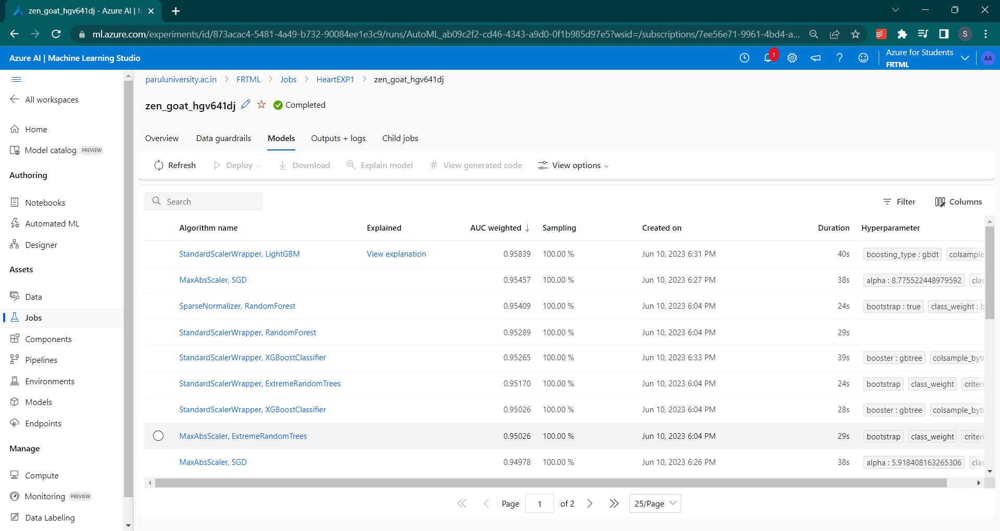 zen_goat_hgv641dj - Azure AI | M
ml.azure.com/experiments/id/873acac4-5481-4a49-b732-90084ee1e3c9/runs/AutoML_ab09c2f2-cd46-4343-a9d0-0f1b985d97e5?wsid=/subscriptions/7ee56e71-9961-4bd4-a...
S
Azure AI | Machine Learning Studio
1
Azure for Students
FRTML
AA
All workspaces
Home
Model catalog PREVIEW
Authoring
Notebooks
Automated ML
Designer
Assets
Data
Jobs
Components
Pipelines
Environments
Models
Endpoints
Manage
Compute
Monitoring PREVIEW
Data Labeling
paruluniversity.ac.in > FRTML > Jobs > HeartEXP1 > zen_goat_hgv641dj
zen_goat_hgv641dj Completed
Overview Data guardrails Models Outputs + logs Child jobs
Refresh Deploy Download Explain model # View generated code View options
Search Filter Columns
Algorithm name Explained AUC weighted ↓ Sampling Created on Duration Hyperparameter
StandardScalerWrapper, LightGBM View explanation 0.95839 100.00 % Jun 10, 2023 6:31 PM 40s boosting_type : gbdt colsample
MaxAbsScaler, SGD 0.95457 100.00 % Jun 10, 2023 6:27 PM 38s alpha : 8.775522448979592 clas
SparseNormalizer, RandomForest 0.95409 100.00 % Jun 10, 2023 6:04 PM 24s bootstrap : true class_weight : b
StandardScalerWrapper, RandomForest 0.95289 100.00 % Jun 10, 2023 6:04 PM 29s
StandardScalerWrapper, XGBoostClassifier 0.95265 100.00 % Jun 10, 2023 6:33 PM 39s booster : gbtree colsample_bytr
StandardScalerWrapper, ExtremeRandomTrees 0.95170 100.00 % Jun 10, 2023 6:04 PM 24s bootstrap class_weight criteri
StandardScalerWrapper, XGBoostClassifier 0.95026 100.00 % Jun 10, 2023 6:04 PM 28s booster : gbtree colsample_bytr
MaxAbsScaler, ExtremeRandomTrees 0.95026 100.00 % Jun 10, 2023 6:04 PM 29s bootstrap class_weight criteri
MaxAbsScaler, SGD 0.94978 100.00 % Jun 10, 2023 6:26 PM 38s alpha : 5.918408163265306 clas
Page 1 of 2 25/Page